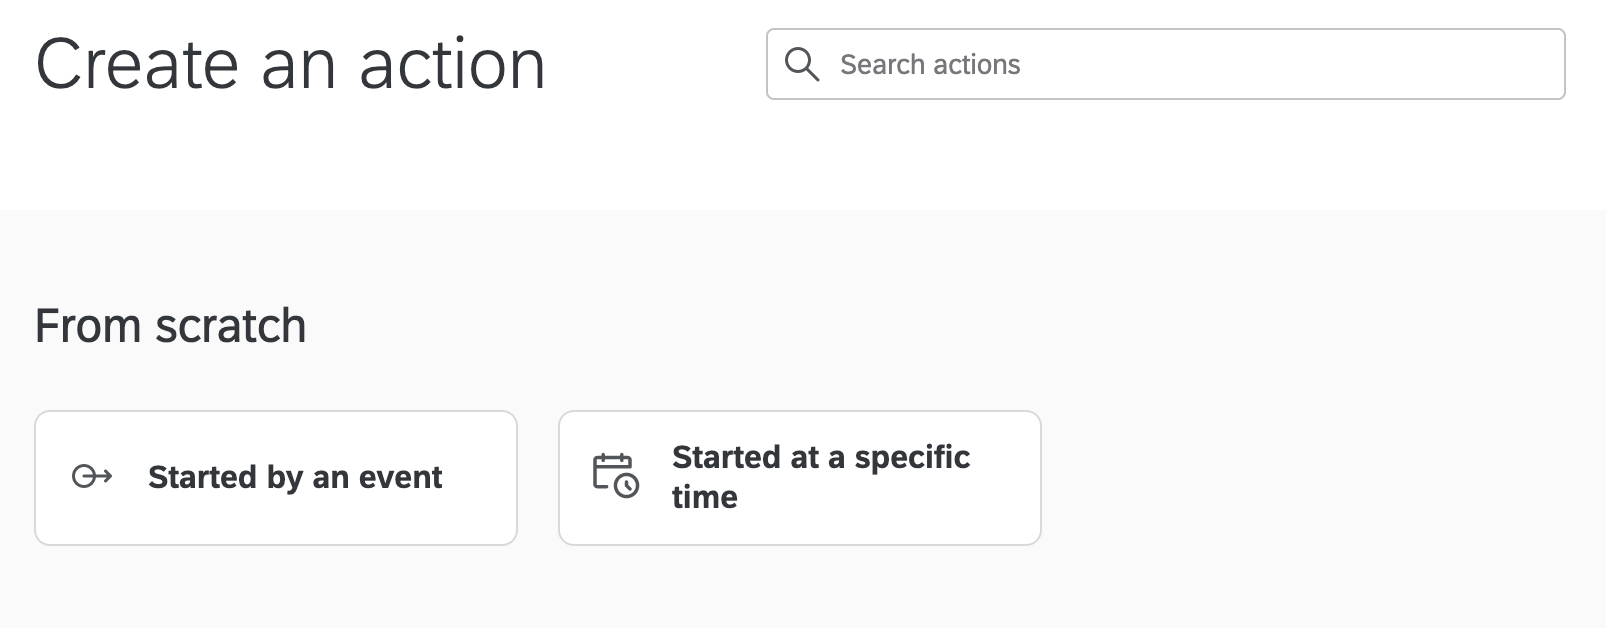 Create an action
Search actions
From scratch
Started by an event
Started at a specific
time